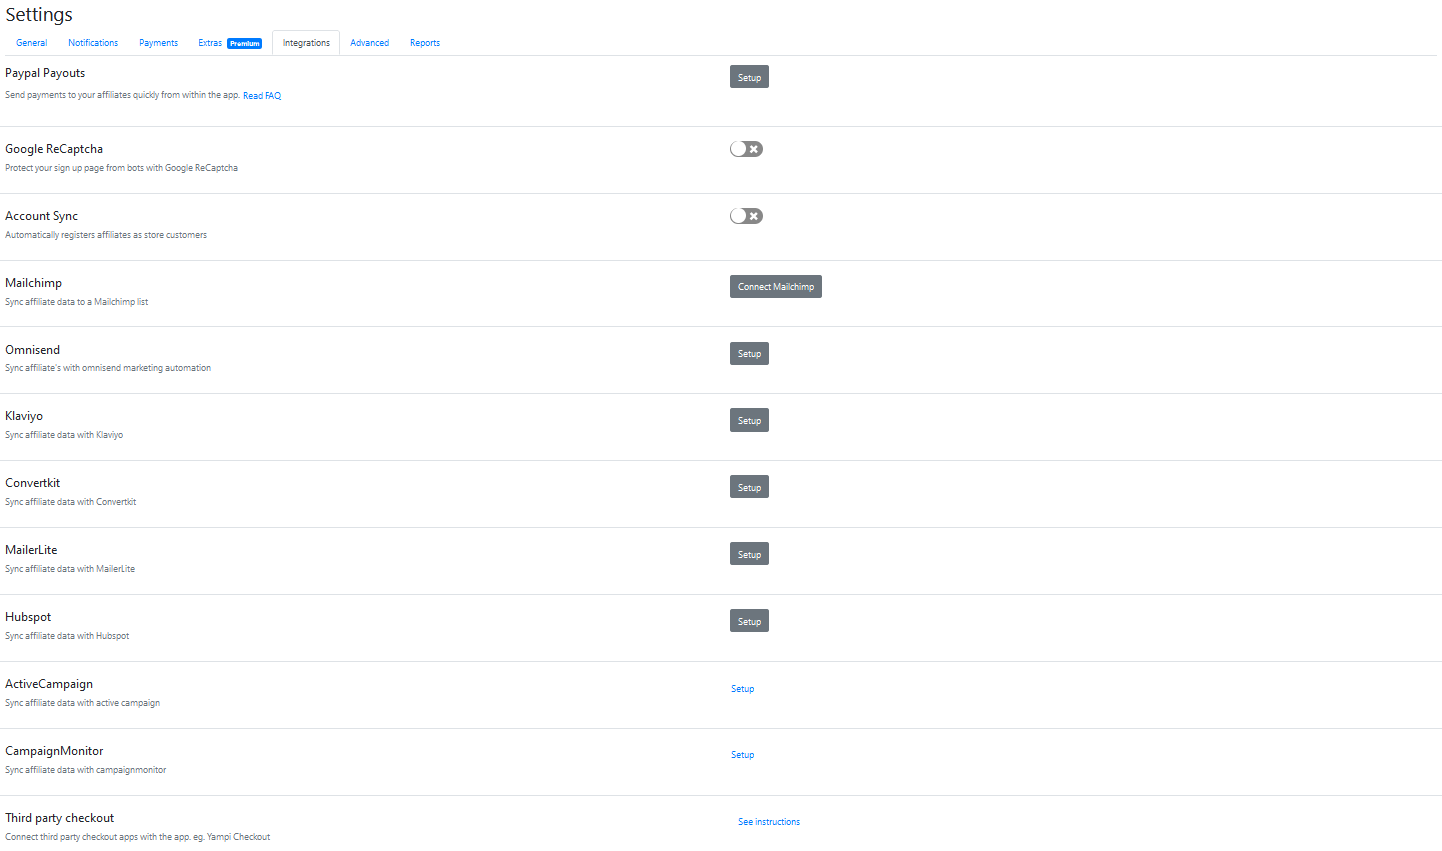 Settings
General Notifications Payments Extras Premium Integrations Advanced Reports
Paypal Payouts
Setup
Send payments to your affiliates quickly from within the app. Read FAQ
Google ReCaptcha
Protect your sign up page from bots with Google ReCaptcha
Account Sync
Automatically registers affiliates as store customers
Mailchimp
Connect Mailchimp
Sync affiliate data to a Mailchimp list
Omnisend
Setup
Sync affiliate's with omnisend marketing automation
Klaviyo
Setup
Sync affiliate data with Klaviyo
Convertkit
Setup
Sync affiliate data with Convertkit
MailerLite
Setup
Sync affiliate data with MailerLite
Hubspot
Setup
Sync affiliate data with Hubspot
ActiveCampaign
Setup
Sync affiliate data with active campaign
CampaignMonitor
Setup
Sync affiliate data with campaignmonitor
Third party checkout
See instructions
Connect third party checkout apps with the app. eg. Yampi Checkout